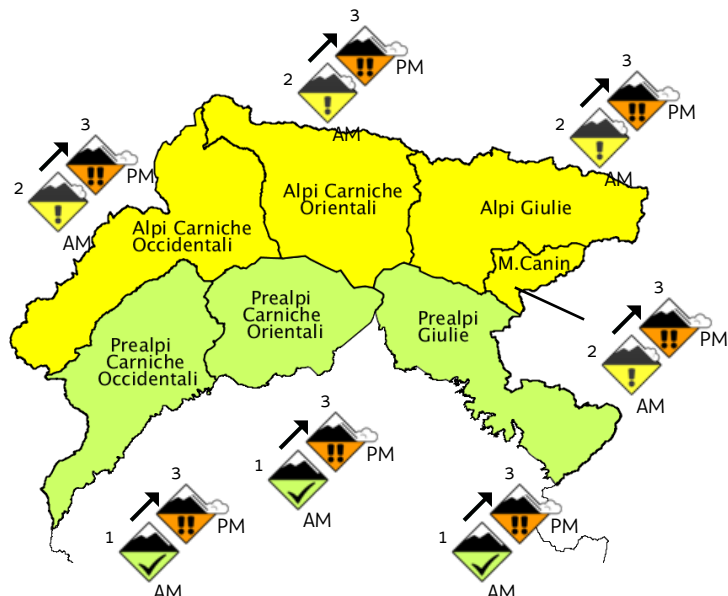 3
PM
2
AM
3
PM
2
AM
3
PM
2
AM
Alpi Carniche
Orientali
Alpi Giulie
Alpi Carniche
Occidentali
M.Canin
Prealpi
Carniche
Orientali
Prealpi
Giulie
Prealpi
Carniche
Occidentali
3
PM
2
AM
3
PM
1
AM
3
PM
1
AM
3
PM
1
AM